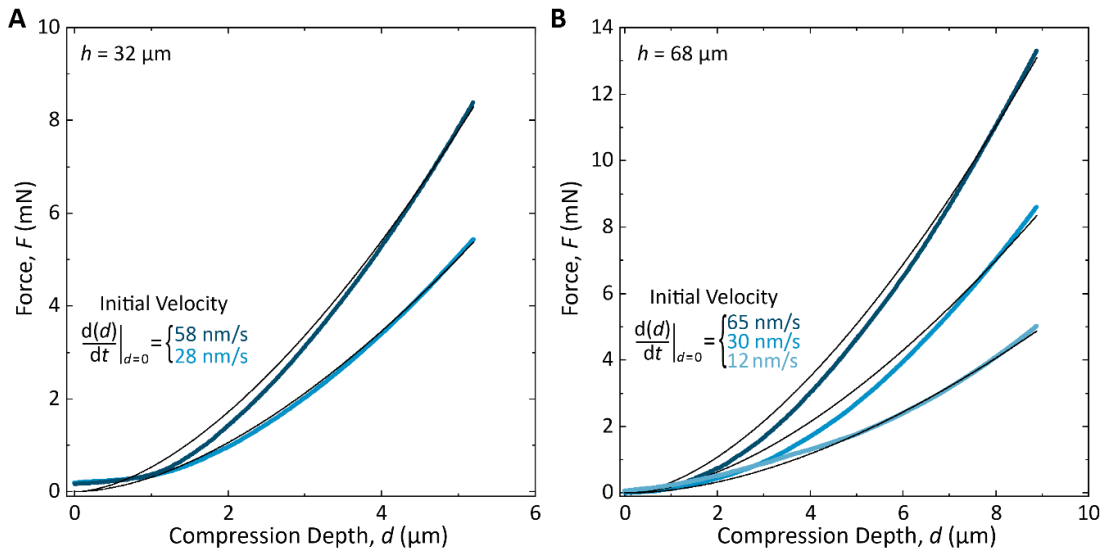 A
h = 32 µm
10
8
6
4
2
0
Force, F (mN)
Initial Velocity
d(d)/dt|d=0 = {58 nm/s
28 nm/s
0 2 4 6
Compression Depth, d (µm)
B
h = 68 µm
14
12
10
8
6
4
2
0
Force, F (mN)
Initial Velocity
d(d)/dt|d=0 = {65 nm/s
30 nm/s
12 nm/s
0 2 4 6 8 10
Compression Depth, d (µm)